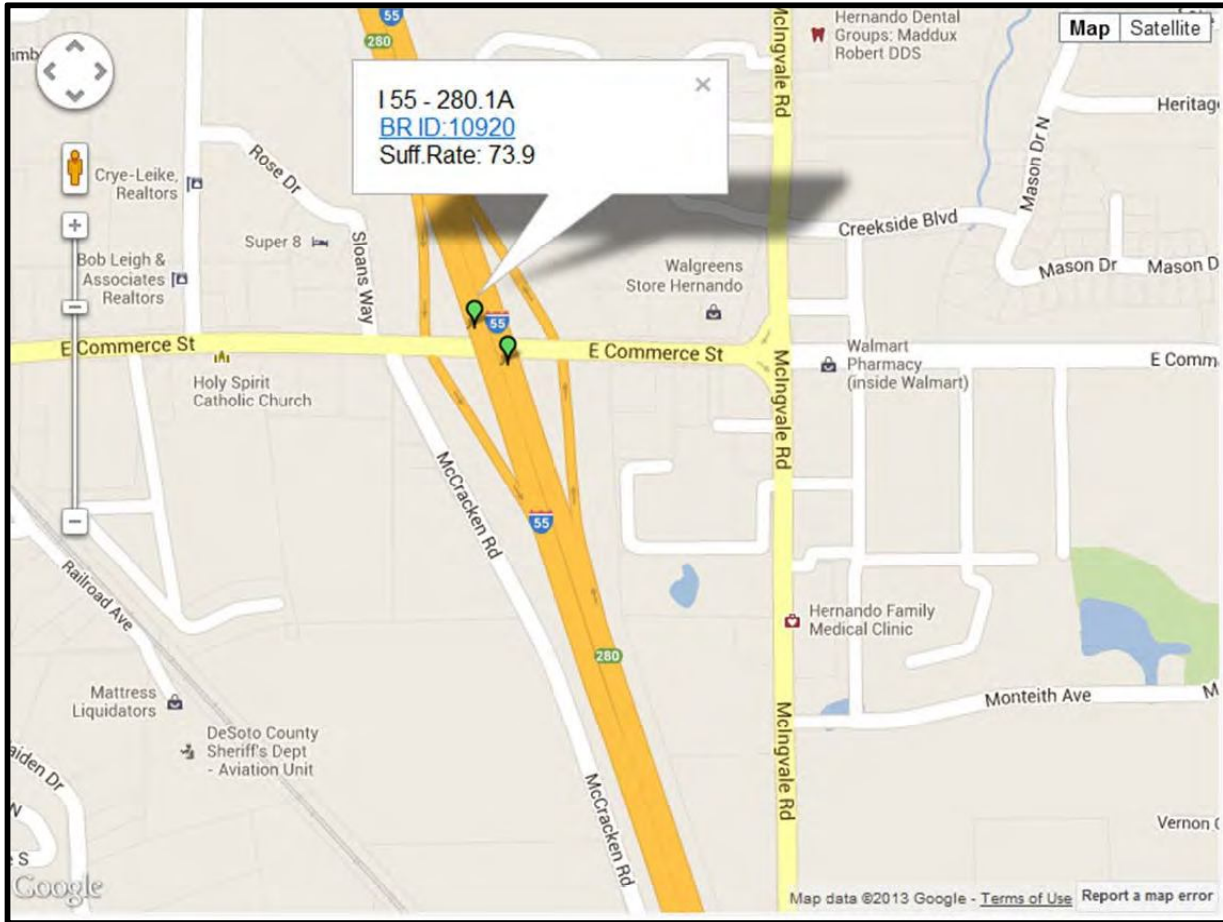 55
280
Hernando Dental
Groups: Maddux
Robert DDS
Map
Satellite
imb
McIngvale Rd
I 55 - 280.1A
BR ID:10920
Suff.Rate: 73.9
×
Heritag
Mason Dr N
Rose Dr
Crye-Leike,
Realtors
Creekside Blvd
Super 8
Sloans Way
Bob Leigh &
Associates
Realtors
Walgreens
Store Hernando
Mason Dr
Mason D
55
E Commerce St
E Commerce St
Walmart
Pharmacy
(inside Walmart)
E Comm
Holy Spirit
Catholic Church
McIngvale Rd
McCracken Rd
55
Railroad Ave
Hernando Family
Medical Clinic
280
Mattress
Liquidators
Monteith Ave
M
DeSoto County
Sheriff's Dept
- Aviation Unit
McIngvale Rd
aiden Dr
McCracken Rd
N
Vernon C
e S
Google
Map data ©2013 Google - Terms of Use
Report a map error